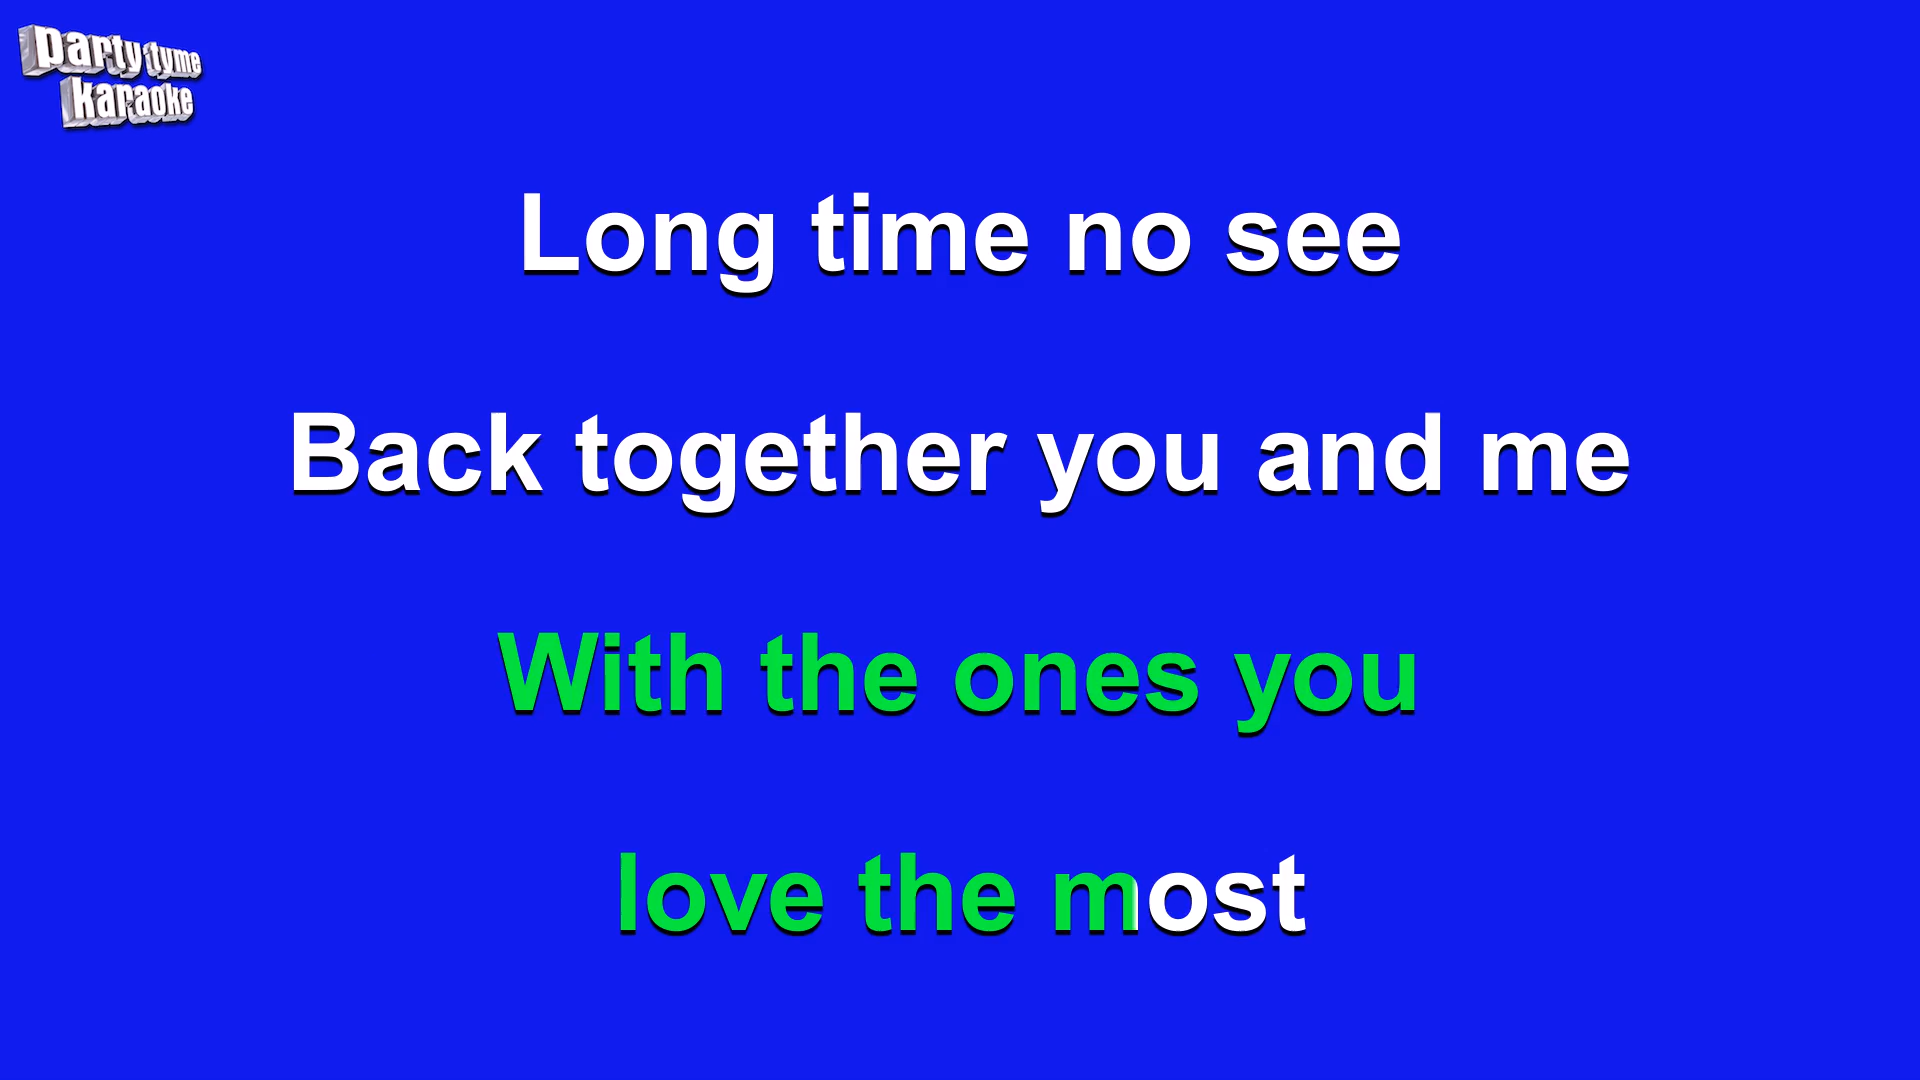 party tyme
karaoke
Long time no see
Back together you and me
With the ones you
love the most